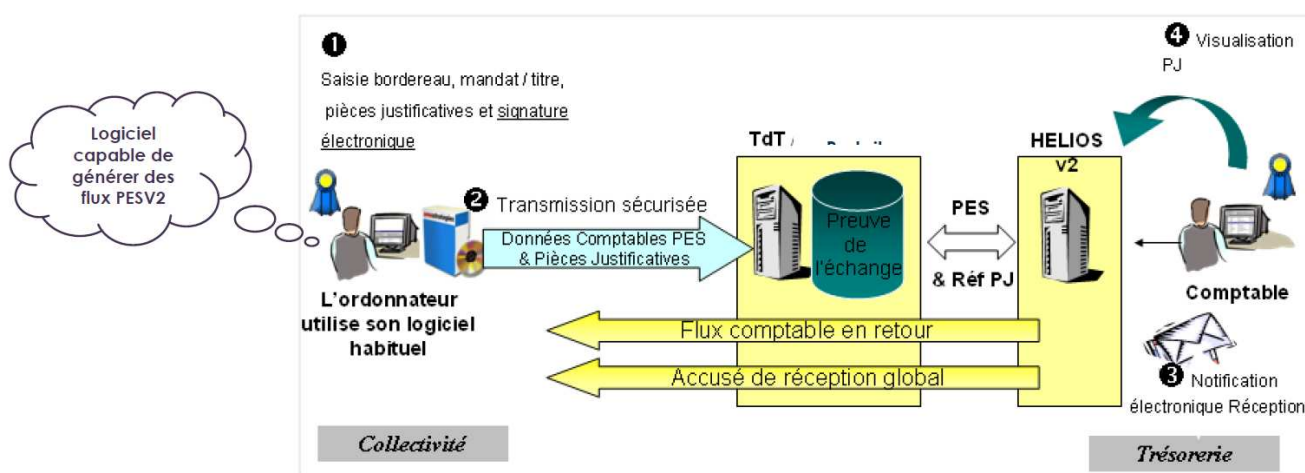 ❶
Saisie bordereau, mandat / titre,
pièces justificatives et signature
électronique
Logiciel
capable de
générer des
flux PESV2
❷ Transmission sécurisée
Données Comptables PES
& Pièces Justificatives
L'ordonnateur
utilise son logiciel
habituel
TdT /
Preuve
de
l'échange
PES
& Réf PJ
HELIOS
v2
❹ Visualisation
PJ
Comptable
❸ Notification
électronique Réception
Flux comptable en retour
Accusé de réception global
Collectivité
Trésorerie